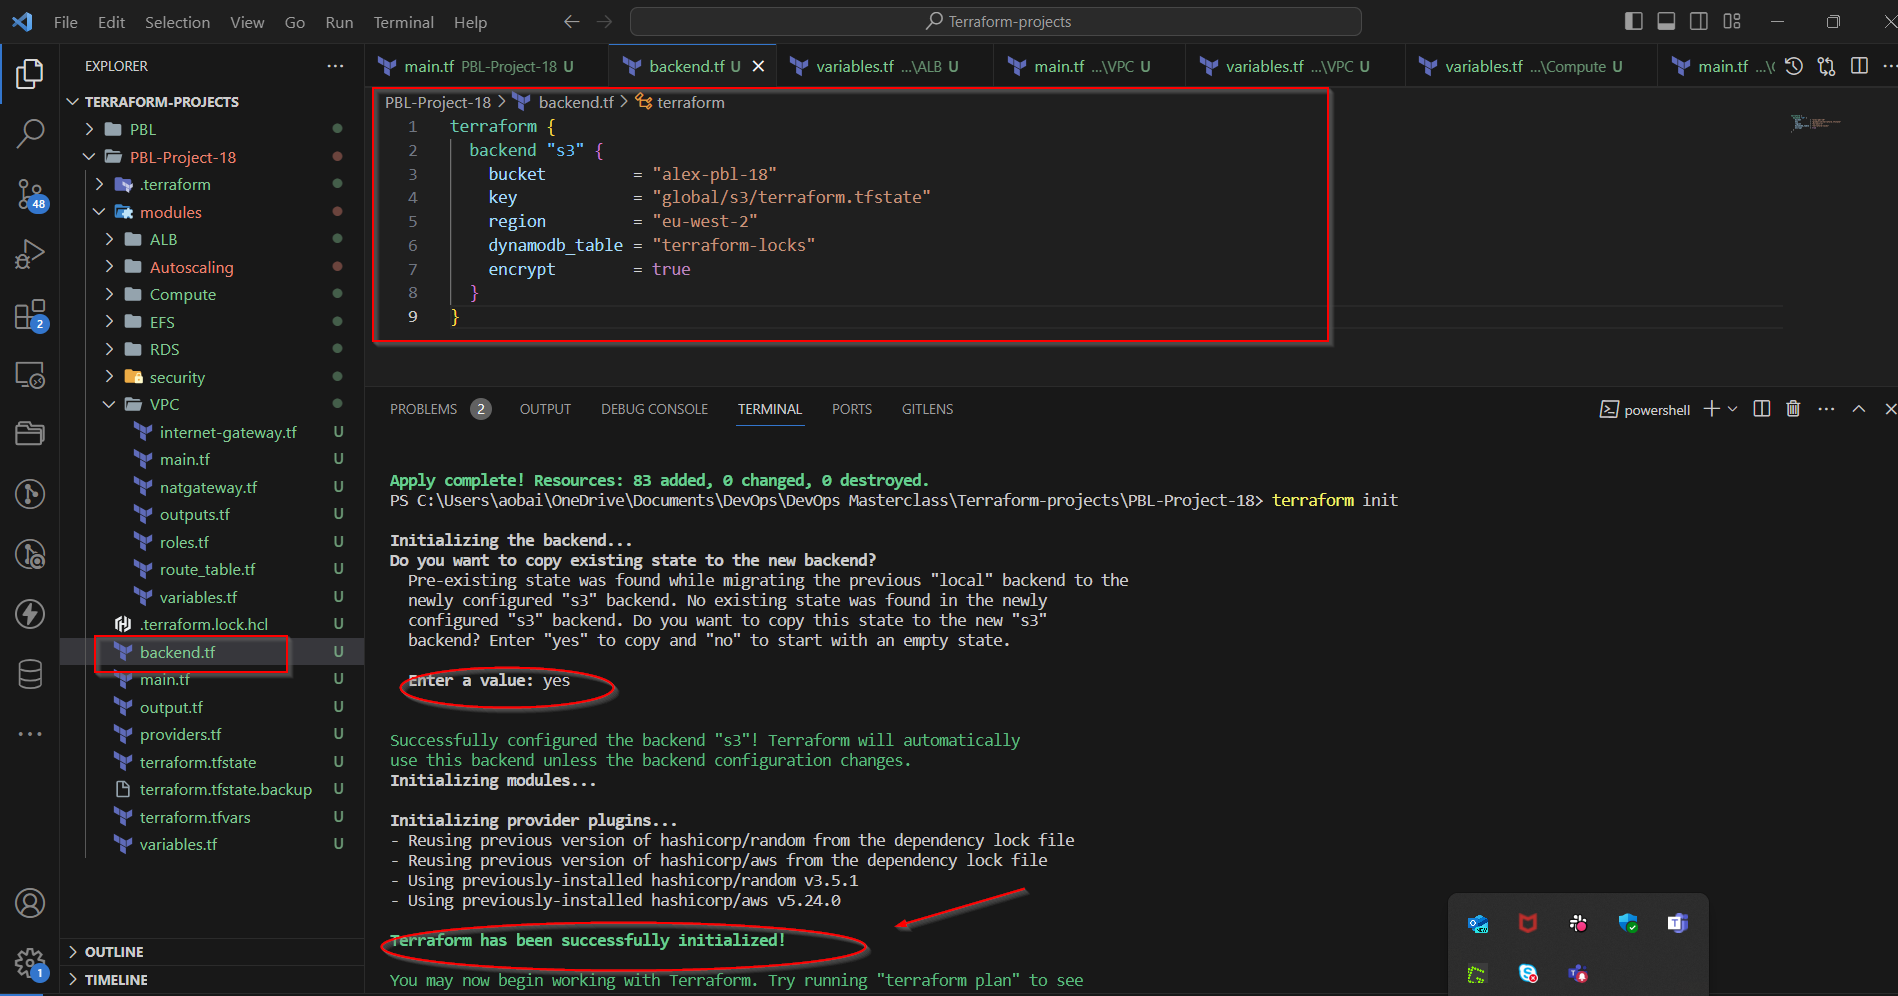 File Edit Selection View Go Run Terminal Help
Terraform-projects
EXPLORER
TERRAFORM-PROJECTS
PBL
PBL-Project-18
.terraform
modules
ALB
Autoscaling
Compute
EFS
RDS
security
VPC
internet-gateway.tf U
main.tf U
natgateway.tf U
outputs.tf U
roles.tf U
route_table.tf U
variables.tf U
.terraform.lock.hcl U
backend.tf U
main.tf U
output.tf U
providers.tf U
terraform.tfstate U
terraform.tfstate.backup U
terraform.tfvars U
variables.tf U
OUTLINE
TIMELINE
48
2
1
main.tf PBL-Project-18 U
backend.tf U
variables.tf ...\ALB U
main.tf ...\VPC U
variables.tf ...\VPC U
variables.tf ...\Compute U
main.tf ...\
PBL-Project-18 > backend.tf > terraform
1 terraform {
2 backend "s3" {
3 bucket = "alex-pbl-18"
4 key = "global/s3/terraform.tfstate"
5 region = "eu-west-2"
6 dynamodb_table = "terraform-locks"
7 encrypt = true
8 }
9 }
PROBLEMS 2 OUTPUT DEBUG CONSOLE TERMINAL PORTS GITLENS
powershell
Apply complete! Resources: 83 added, 0 changed, 0 destroyed.
PS C:\Users\aobai\OneDrive\Documents\DevOps\DevOps Masterclass\Terraform-projects\PBL-Project-18> terraform init
Initializing the backend...
Do you want to copy existing state to the new backend?
Pre-existing state was found while migrating the previous "local" backend to the
newly configured "s3" backend. No existing state was found in the newly
configured "s3" backend. Do you want to copy this state to the new "s3"
backend? Enter "yes" to copy and "no" to start with an empty state.
Enter a value: yes
Successfully configured the backend "s3"! Terraform will automatically
use this backend unless the backend configuration changes.
Initializing modules...
Initializing provider plugins...
- Reusing previous version of hashicorp/random from the dependency lock file
- Reusing previous version of hashicorp/aws from the dependency lock file
- Using previously-installed hashicorp/random v3.5.1
- Using previously-installed hashicorp/aws v5.24.0
Terraform has been successfully initialized!
You may now begin working with Terraform. Try running "terraform plan" to see